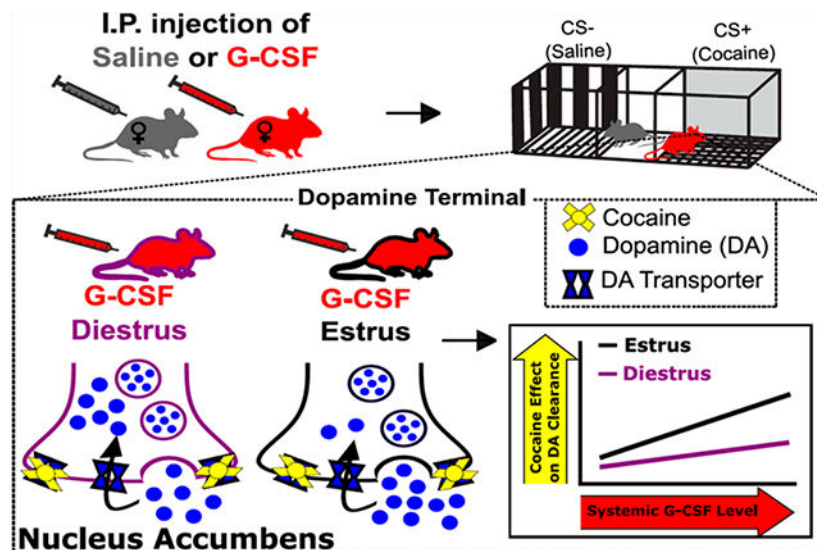 I.P. injection of
Saline or G-CSF
♀
♀
CS-
(Saline)
CS+
(Cocaine)
Dopamine Terminal
Cocaine
Dopamine (DA)
DA Transporter
G-CSF
Diestrus
G-CSF
Estrus
Nucleus Accumbens
Cocaine Effect
on DA Clearance
Estrus
Diestrus
Systemic G-CSF Level